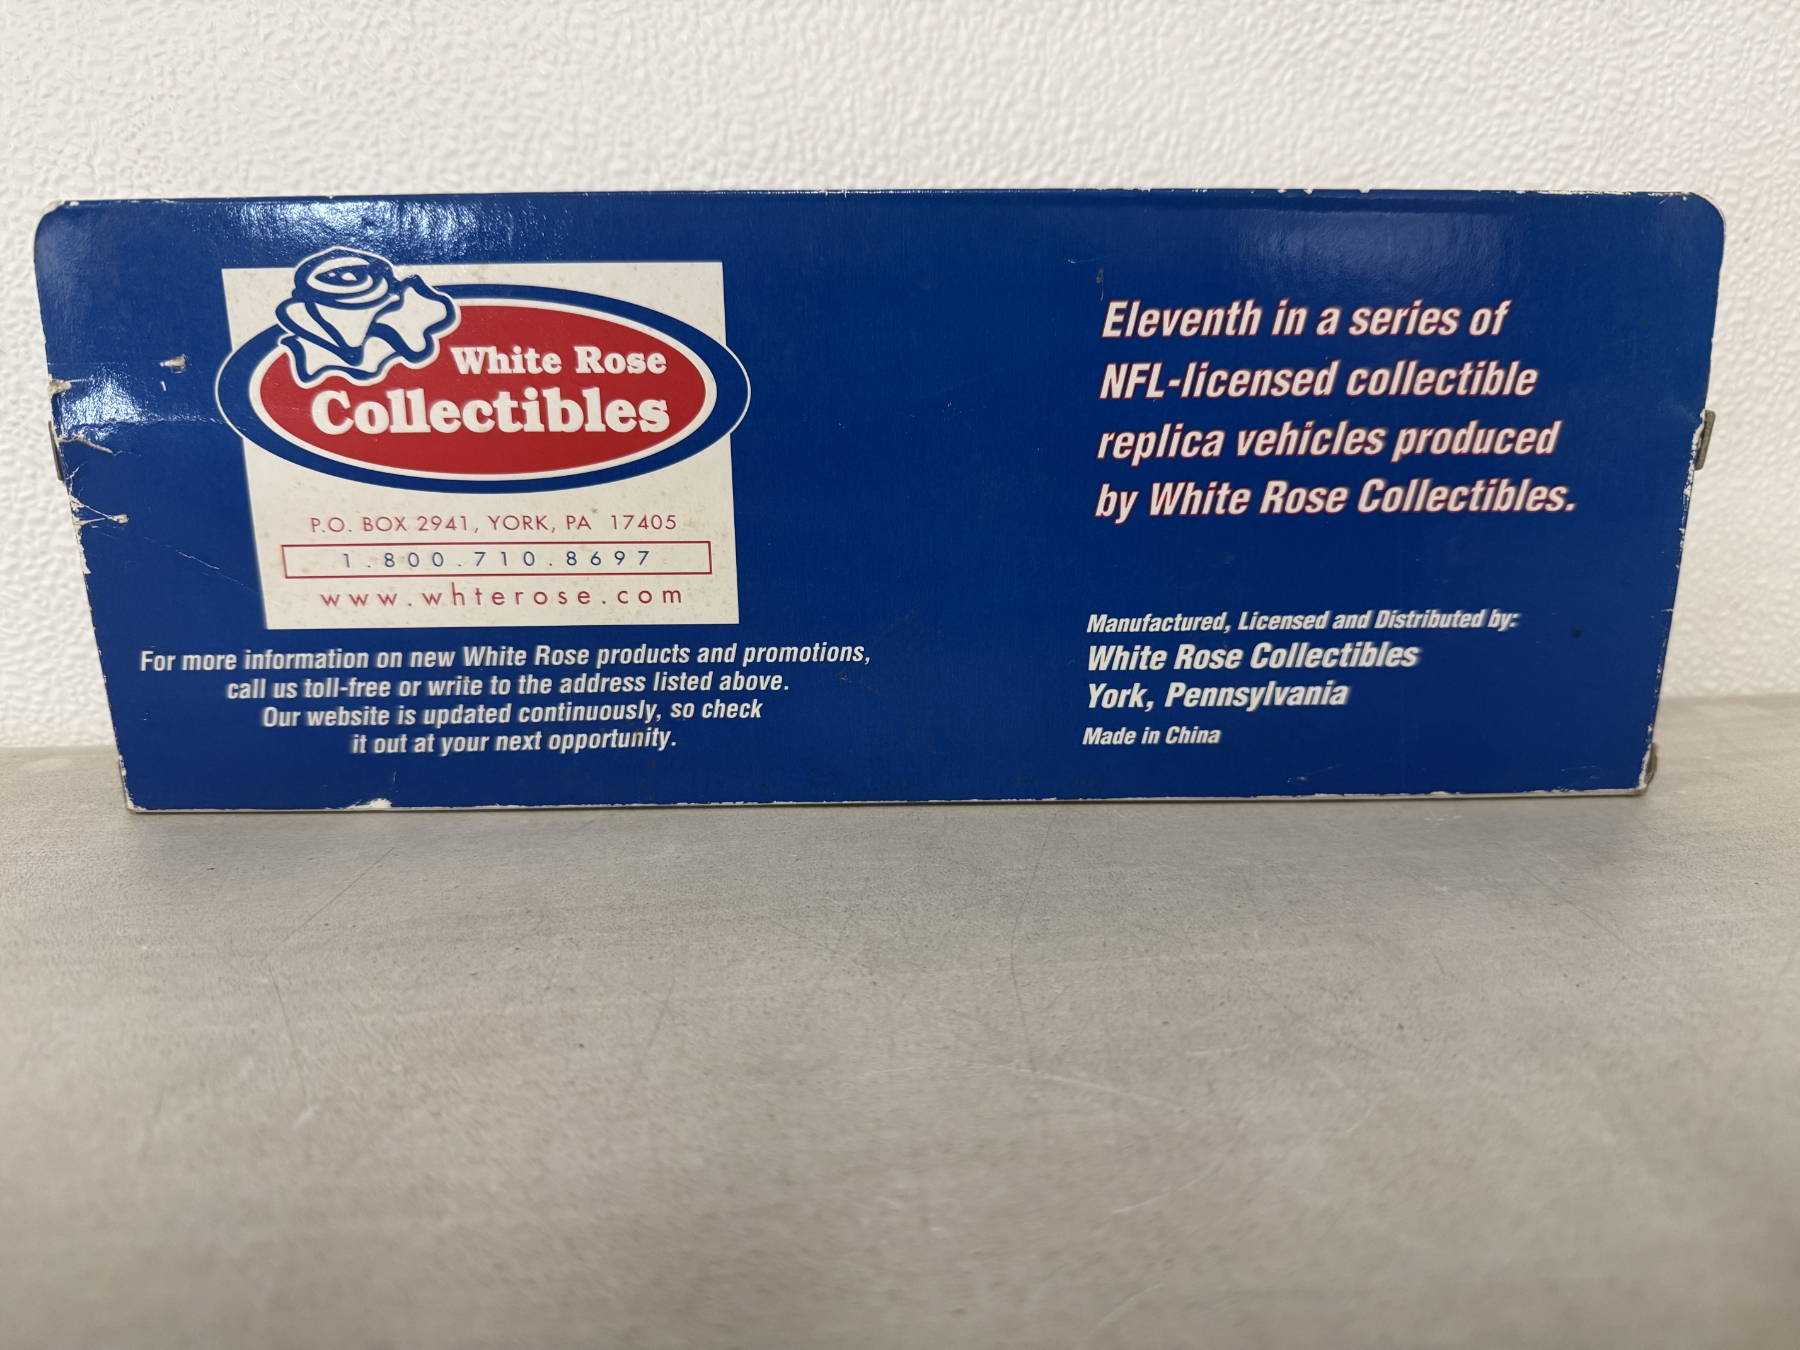 White Rose
Collectibles
P.O. BOX 2941, YORK, PA 17405
1.800.710.8697
www.whterose.com
For more information on new White Rose products and promotions,
call us toll-free or write to the address listed above.
Our website is updated continuously, so check
it out at your next opportunity.
Eleventh in a series of
NFL-licensed collectible
replica vehicles produced
by White Rose Collectibles.
Manufactured, Licensed and Distributed by:
White Rose Collectibles
York, Pennsylvania
Made in China